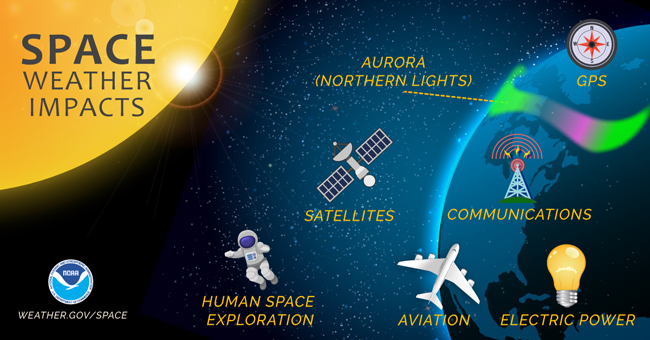 SPACE
WEATHER
IMPACTS
AURORA
(NORTHERN LIGHTS)
GPS
SATELLITES
COMMUNICATIONS
HUMAN SPACE
EXPLORATION
AVIATION
ELECTRIC POWER
NOAA
WEATHER.GOV/SPACE